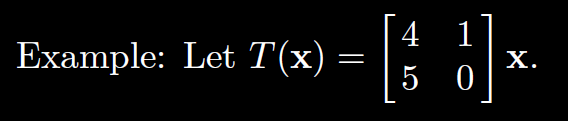 Example: Let T(x) = [4 1
5 0] x.